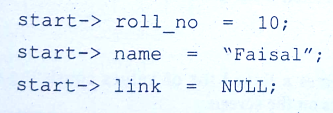 start-> roll_no = 10;
start-> name = “Faisal”;
start-> link = NULL;